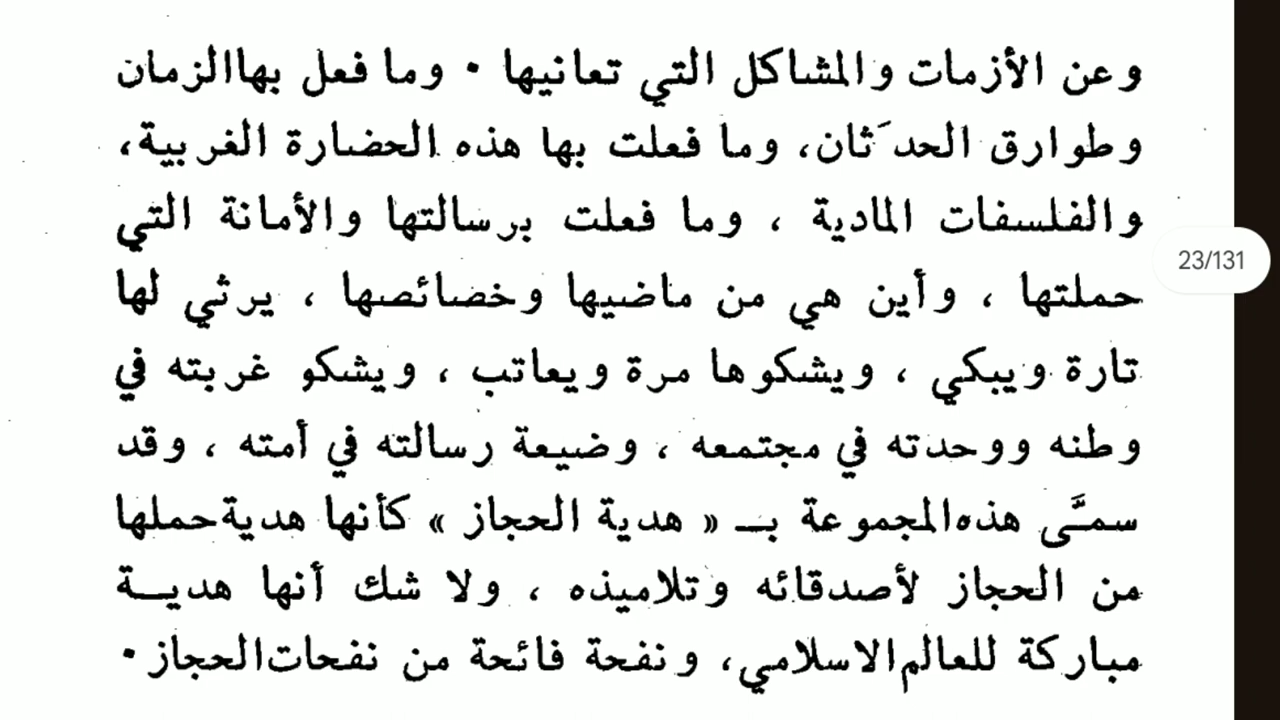 وعن الأزمات والمشاكل التي تعانيها . وما فعل بهاالزمان
وطوارق الحدَثان، وما فعلت بها هذه الحضارة الغربية،
والفلسفات المادية ، وما فعلت برسالتها والأمانة التي
حملتها ، وأين هي من ماضيها وخصائصها ، يرثي لها
تارة ويبكي ، ويشكوها مرة ويعاتب ، ويشكو غربته في
وطنه ووحدته في مجتمعه ، وضيعة رسالته في أمته ، وقد
سمَّى هذهالمجموعة بـ « هدية الحجاز » كأنها هديةحملها
من الحجاز لأصدقائه وتلاميذه ، ولا شك أنها هديـة
مباركة للعالمالاسلامي، ونفحة فائحة من نفحاتالحجاز.
23/131